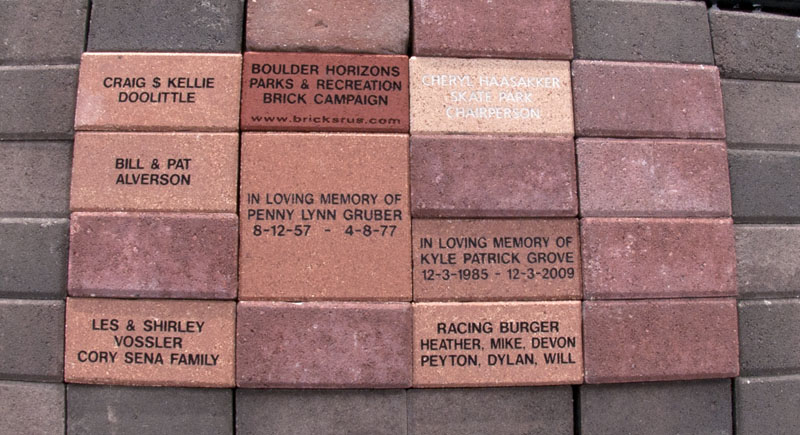 CRAIG S KELLIE
DOOLITTLE
BOULDER HORIZONS
PARKS & RECREATION
BRICK CAMPAIGN
www.bricksrus.com
CHERYL HAASAKKER
SKATE PARK
CHAIRPERSON
BILL & PAT
ALVERSON
IN LOVING MEMORY OF
PENNY LYNN GRUBER
8-12-57 - 4-8-77
IN LOVING MEMORY OF
KYLE PATRICK GROVE
12-3-1985 - 12-3-2009
LES & SHIRLEY
VOSSLER
CORY SENA FAMILY
RACING BURGER
HEATHER, MIKE, DEVON
PEYTON, DYLAN, WILL